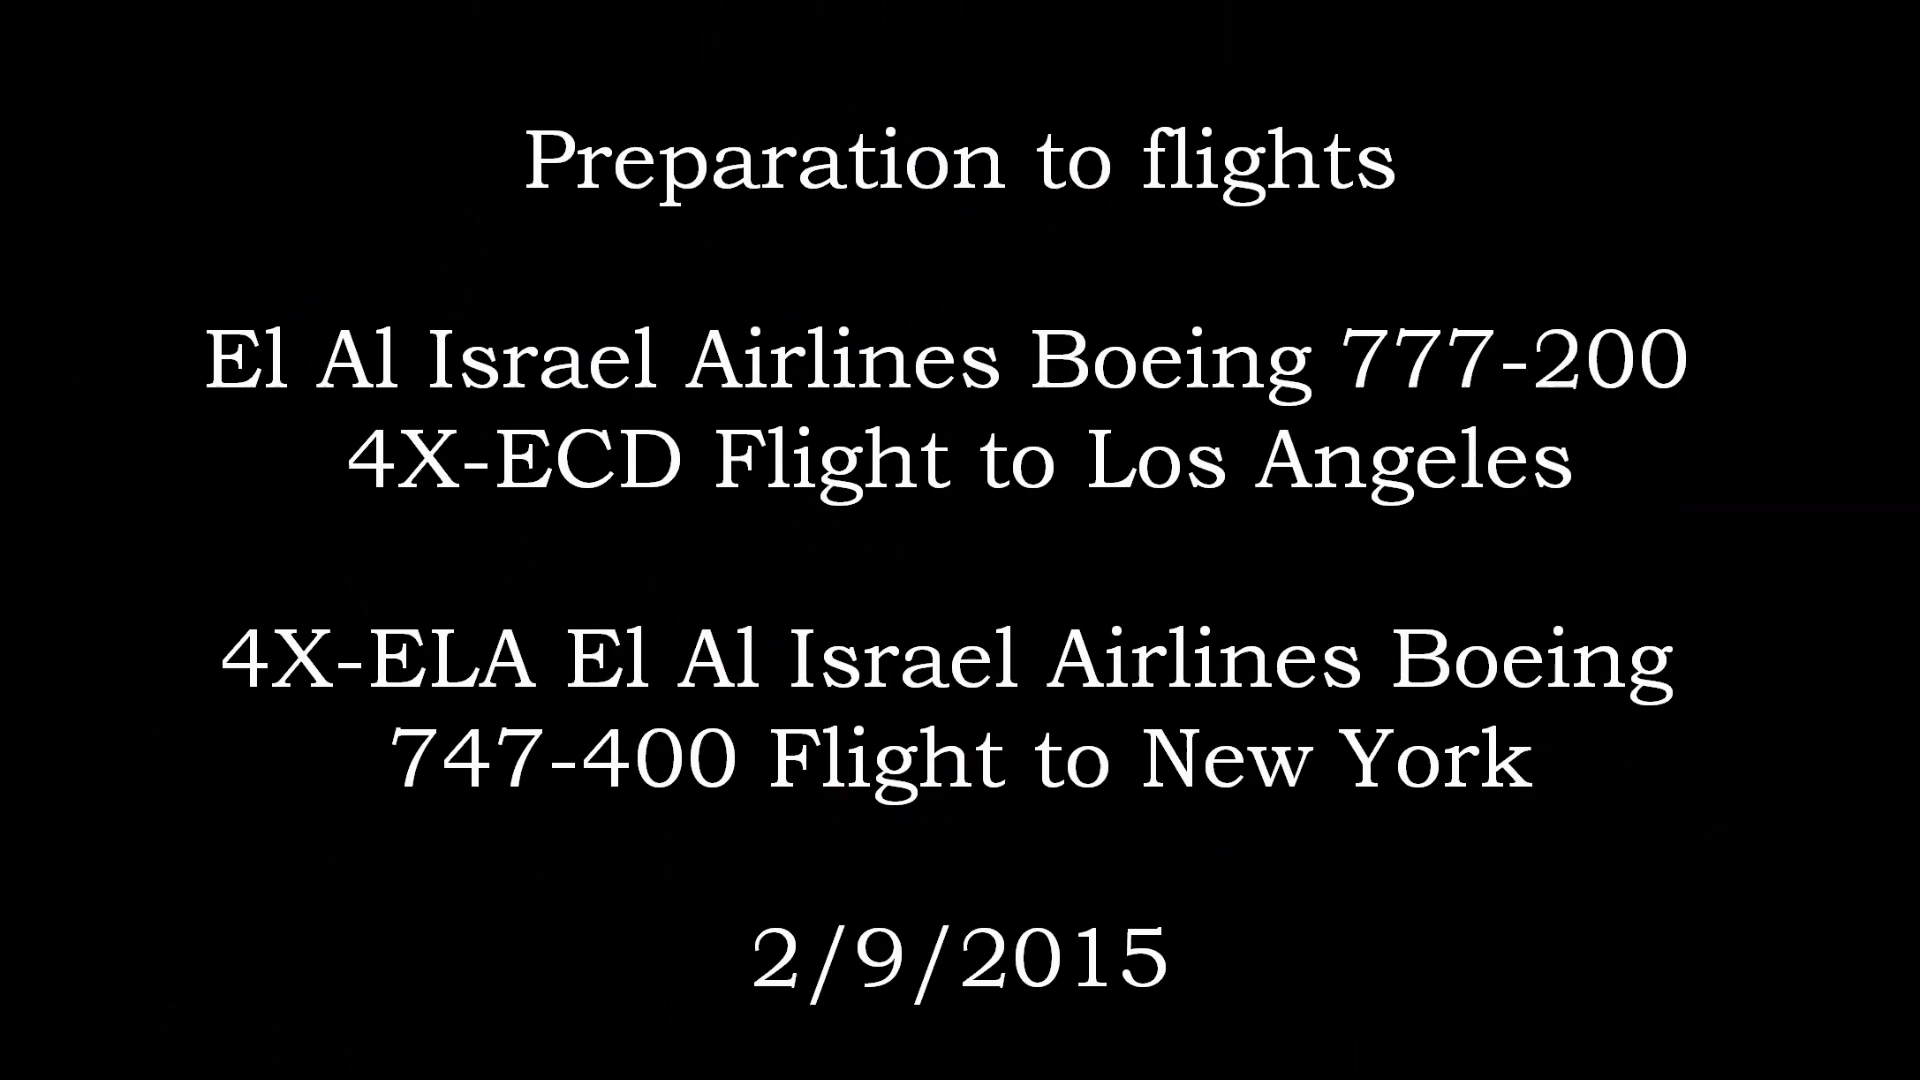 Preparation to flights
El Al Israel Airlines Boeing 777-200
4X-ECD Flight to Los Angeles
4X-ELA El Al Israel Airlines Boeing
747-400 Flight to New York
2/9/2015